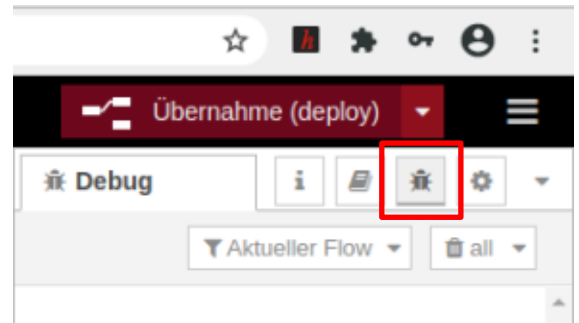 h
Übernahme (deploy)
Debug
i
Aktueller Flow
all